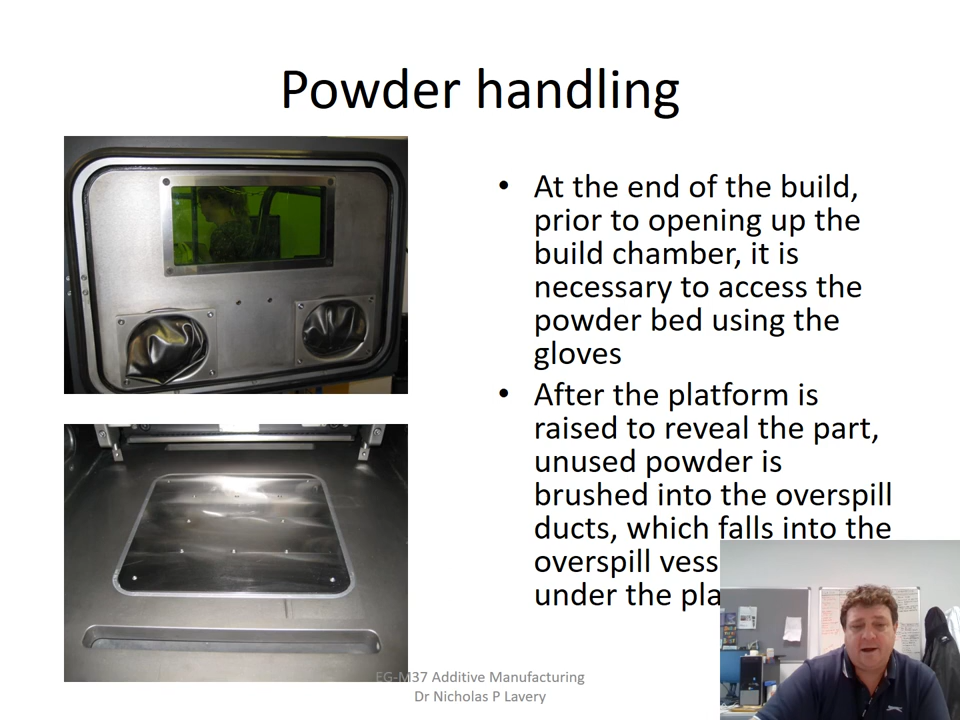 Powder handling
• At the end of the build,
prior to opening up the
build chamber, it is
necessary to access the
powder bed using the
gloves
• After the platform is
raised to reveal the part,
unused powder is
brushed into the overspill
ducts, which falls into the
overspill
under the
EG-M37 Additive Manufacturing
Dr Nicholas P Lavery